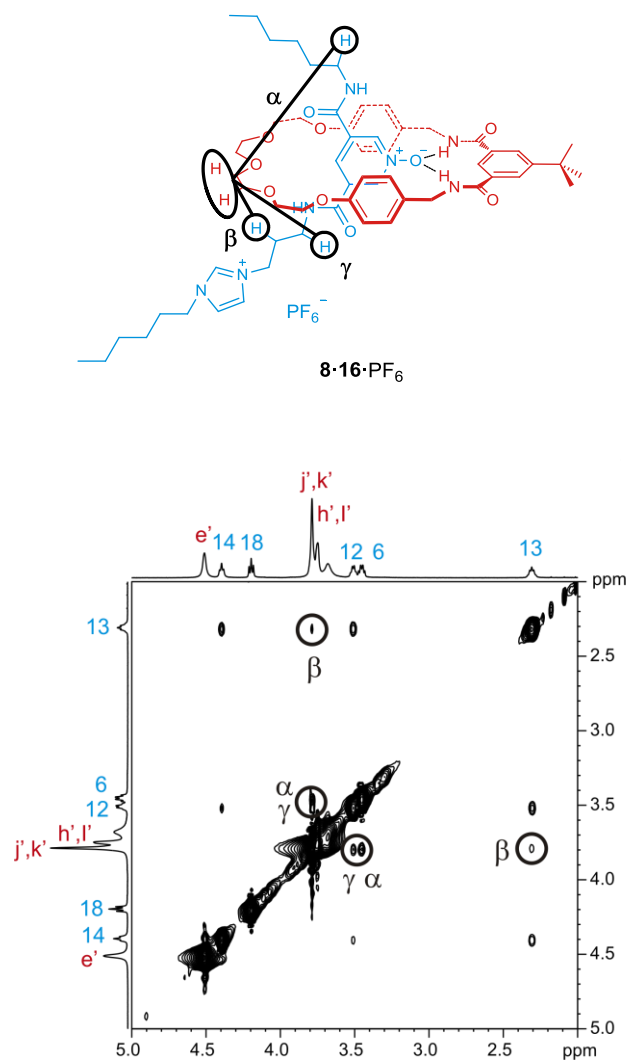 H
α
NH
O
O
O
O
O
O
O
HN
O
H
N⁺
O⁻
H
NH
O
HN
O
H
H
β
H
H
γ
N
N⁺
PF₆⁻
8·16·PF₆
j',k'
h',l'
e'
14
18
12
6
13
ppm
13
β
2.5
3.0
6
12
α
γ
3.5
h',l'
j',k'
γ α
β
4.0
18
14
e'
4.5
5.0
5.0 4.5 4.0 3.5 3.0 2.5 ppm